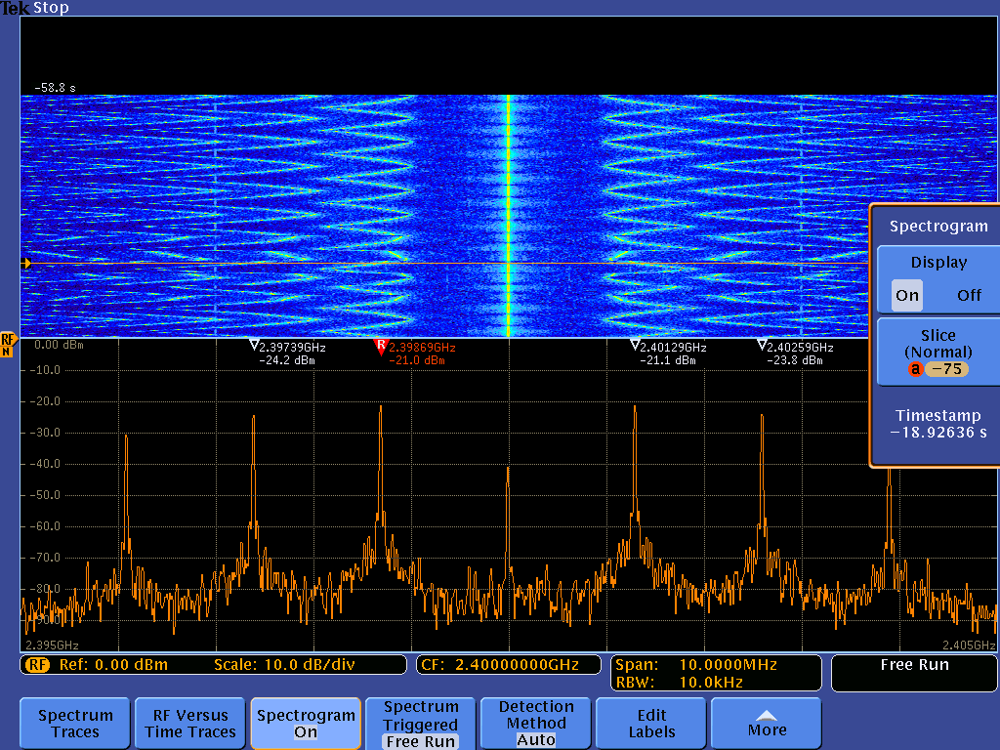 Tek Stop
-58.8 s
Spectrogram
Display
On Off
Slice
(Normal)
a -75
Timestamp
-18.92636 s
RF
N
0.00 dBm
2.39739GHz
-24.2 dBm
R
2.39869GHz
-21.0 dBm
2.40129GHz
-21.1 dBm
2.40259GHz
-23.8 dBm
-10.0
-20.0
-30.0
-40.0
-50.0
-60.0
-70.0
-80.0
-90.0
2.395GHz
2.405GHz
RF Ref: 0.00 dBm Scale: 10.0 dB/div
CF: 2.40000000GHz
Span: 10.0000MHz
RBW: 10.0kHz
Free Run
Spectrum
Traces
RF Versus
Time Traces
Spectrogram
On
Spectrum
Triggered
Free Run
Detection
Method
Auto
Edit
Labels
More